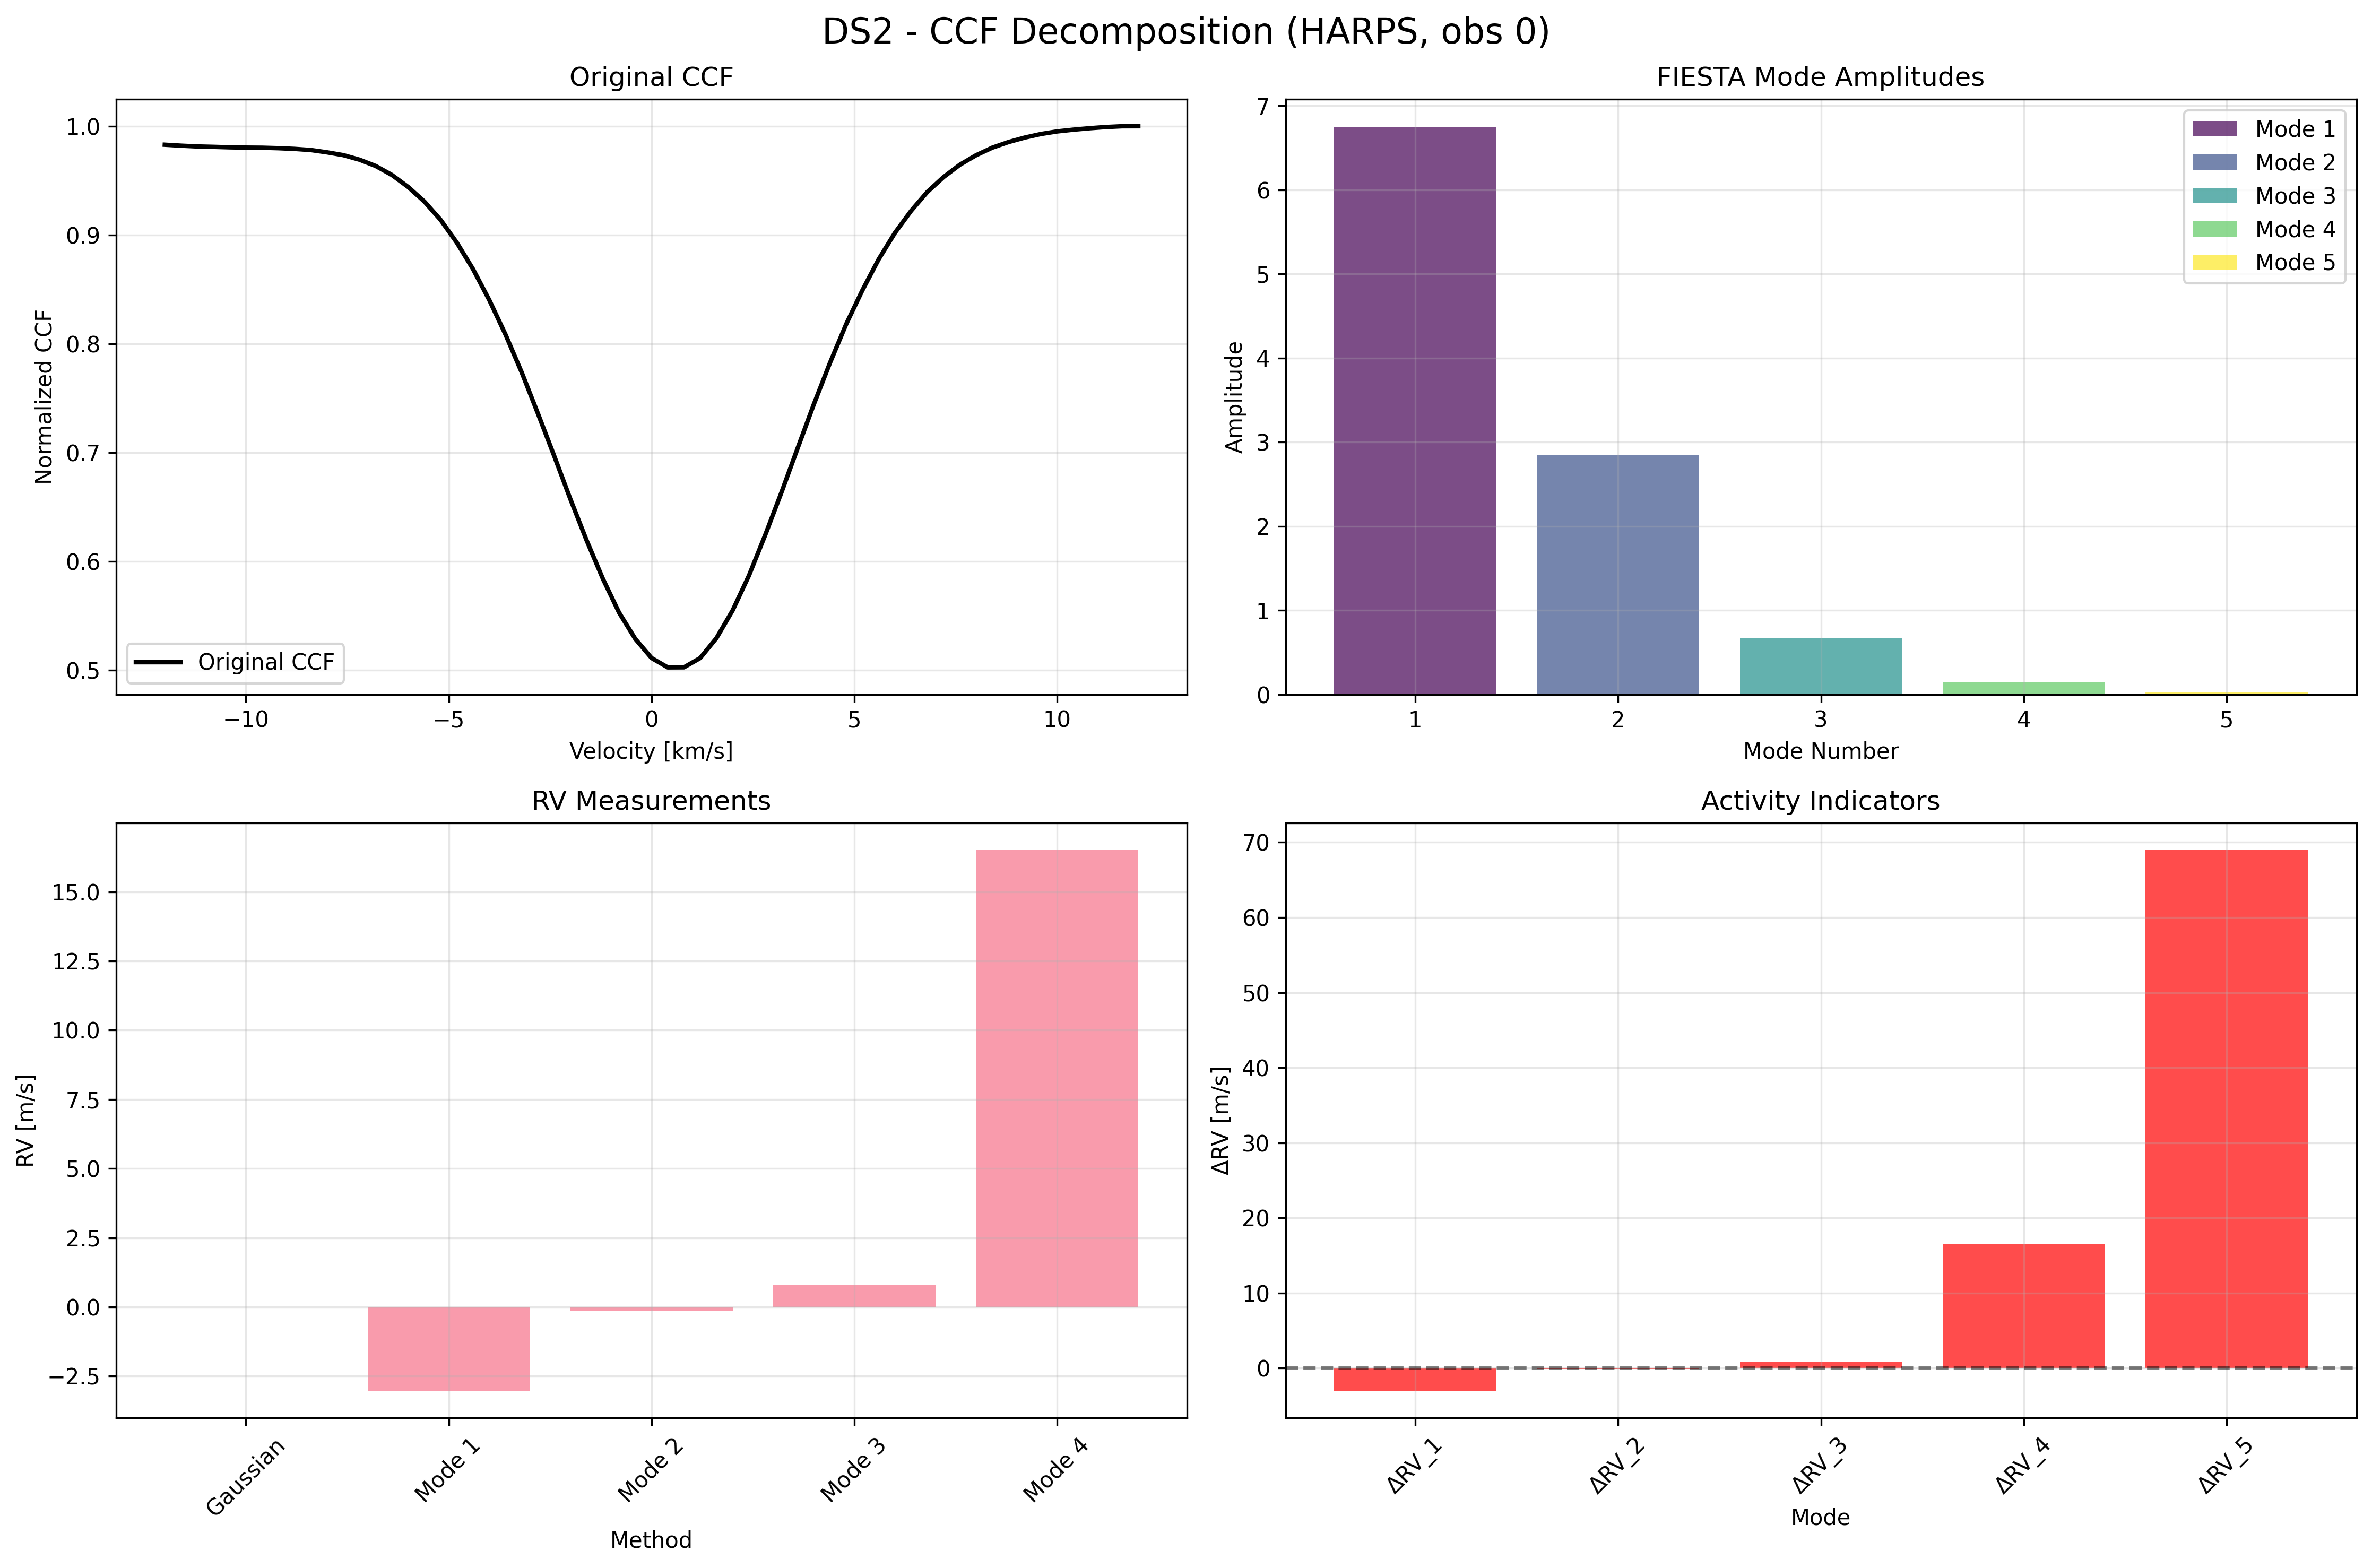 DS2 - CCF Decomposition (HARPS, obs 0)
Original CCF
Normalized CCF
1.0
0.9
0.8
0.7
0.6
0.5
Original CCF
−10
−5
0
5
10
Velocity [km/s]
FIESTA Mode Amplitudes
Amplitude
7
6
5
4
3
2
1
0
Mode 1
Mode 2
Mode 3
Mode 4
Mode 5
1
2
3
4
5
Mode Number
RV Measurements
RV [m/s]
15.0
12.5
10.0
7.5
5.0
2.5
0.0
−2.5
Gaussian
Mode 1
Mode 2
Mode 3
Mode 4
Method
Activity Indicators
ΔRV [m/s]
70
60
50
40
30
20
10
0
ΔRV_1
ΔRV_2
ΔRV_3
ΔRV_4
ΔRV_5
Mode